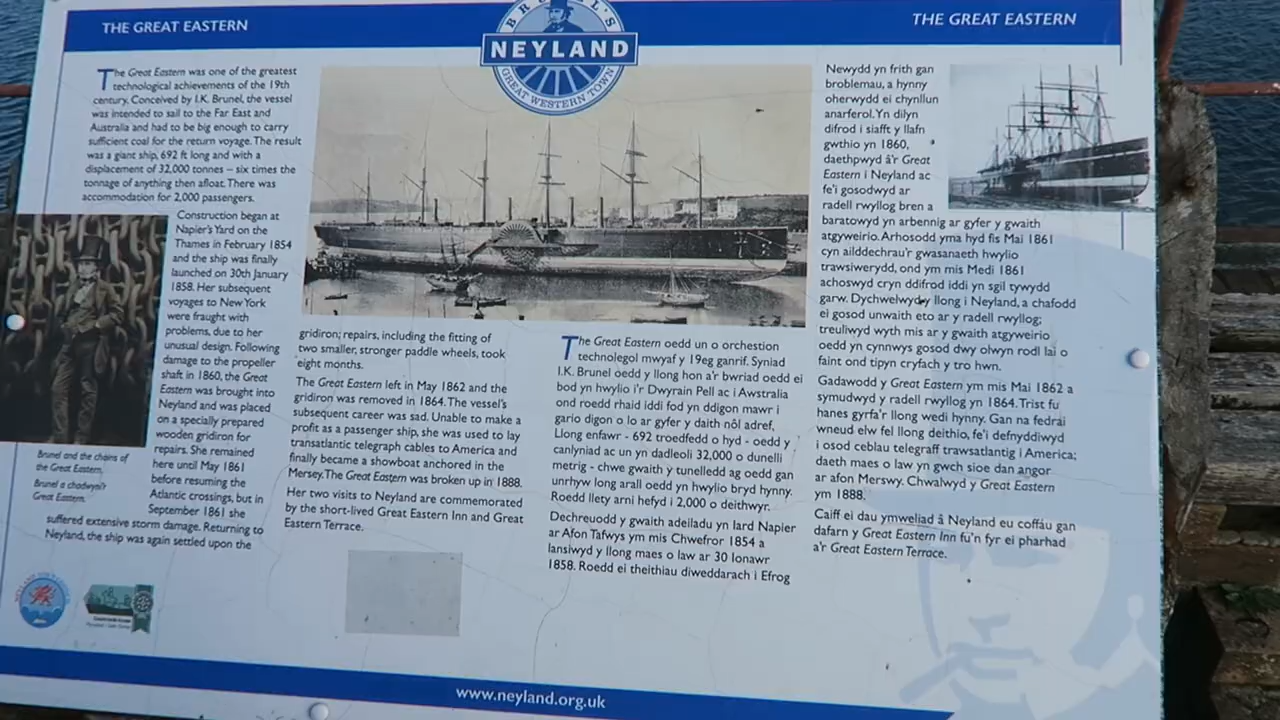 THE GREAT EASTERN
BRUNEL'S
NEYLAND
GREAT WESTERN TOWN
THE GREAT EASTERN
The Great Eastern was one of the greatest
technological achievements of the 19th
century. Conceived by I.K. Brunel, the vessel
was intended to sail to the Far East and
Australia and had to be big enough to carry
sufficient coal for the return voyage. The result
was a giant ship, 692 ft long and with a
displacement of 32,000 tonnes – six times the
tonnage of anything then afloat. There was
accommodation for 2,000 passengers.
Construction began at
Napier's Yard on the
Thames in February 1854
and the ship was finally
launched on 30th January
1858. Her subsequent
voyages to New York
were fraught with
problems, due to her
unusual design. Following
damage to the propeller
shaft in 1860, the Great
Eastern was brought into
Neyland and was placed
on a specially prepared
wooden gridiron for
repairs. She remained
here until May 1861
before resuming the
Atlantic crossings, but in
September 1861 she
suffered extensive storm damage. Returning to
Neyland, the ship was again settled upon the
Brunel and the chains of
the Great Eastern.
Brunel a chadwyni'r
Great Eastern.
gridiron; repairs, including the fitting of
two smaller, stronger paddle wheels, took
eight months.
The Great Eastern left in May 1862 and the
gridiron was removed in 1864. The vessel's
subsequent career was sad. Unable to make a
profit as a passenger ship, she was used to lay
transatlantic telegraph cables to America and
finally became a showboat anchored in the
Mersey. The Great Eastern was broken up in 1888.
Her two visits to Neyland are commemorated
by the short-lived Great Eastern Inn and Great
Eastern Terrace.
The Great Eastern oedd un o orchestion
technolegol mwyaf y 19eg ganrif. Syniad
I.K. Brunel oedd y llong hon a'r bwriad oedd ei
bod yn hwylio i'r Dwyrain Pell ac i Awstralia
ond roedd rhaid iddi fod yn ddigon mawr i
gario digon o lo ar gyfer y daith nôl adref,
Llong enfawr - 692 troedfedd o hyd - oedd y
canlyniad ac un yn dadleoli 32,000 o dunelli
metrig - chwe gwaith y tunelledd ag oedd gan
unrhyw long arall oedd yn hwylio bryd hynny.
Roedd llety arni hefyd i 2,000 o deithwyr.
Dechreuodd y gwaith adeiladu yn Iard Napier
ar Afon Tafwys ym mis Chwefror 1854 a
lansiwyd y llong maes o law ar 30 Ionawr
1858. Roedd ei theithiau diweddarach i Efrog
Newydd yn frith gan
broblemau, a hynny
oherwydd ei chynllun
anarferol. Yn dilyn
difrod i siafft y llafn
gwthio yn 1860,
daethpwyd â'r Great
Eastern i Neyland ac
fe'i gosodwyd ar
radell rwyllog bren a
baratowyd yn arbennig ar gyfer y gwaith
atgyweirio. Arhosodd yma hyd fis Mai 1861
cyn ailddechrau'r gwasanaeth hwylio
trawsiwerydd, ond ym mis Medi 1861
achoswyd cryn ddifrod iddi yn sgil tywydd
garw. Dychwelwyd y llong i Neyland, a chafodd
ei gosod unwaith eto ar y radell rwyllog;
treuliwyd wyth mis ar y gwaith atgyweirio
oedd yn cynnwys gosod dwy olwyn rodl lai o
faint ond tipyn cryfach y tro hwn.
Gadawodd y Great Eastern ym mis Mai 1862 a
symudwyd y radell rwyllog yn 1864. Trist fu
hanes gyrfa'r llong wedi hynny. Gan na fedrai
wneud elw fel llong deithio, fe'i defnyddiwyd
i osod ceblau telegraff trawsatlantig i America;
daeth maes o law yn gwch sioe dan angor
ar afon Merswy. Chwalwyd y Great Eastern
ym 1888.
Caiff ei dau ymweliad â Neyland eu coffáu gan
dafarn y Great Eastern Inn fu'n fyr ei pharhad
a'r Great Eastern Terrace.
www.neyland.org.uk